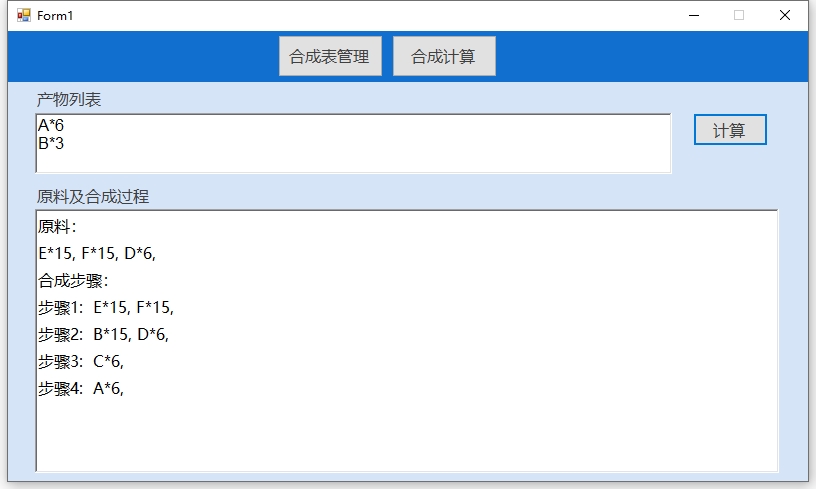 Form1
合成表管理 合成计算
产物列表
A*6
B*3
计算
原料及合成过程
原料：
E*15, F*15, D*6,
合成步骤：
步骤1：E*15, F*15,
步骤2：B*15, D*6,
步骤3：C*6,
步骤4：A*6,